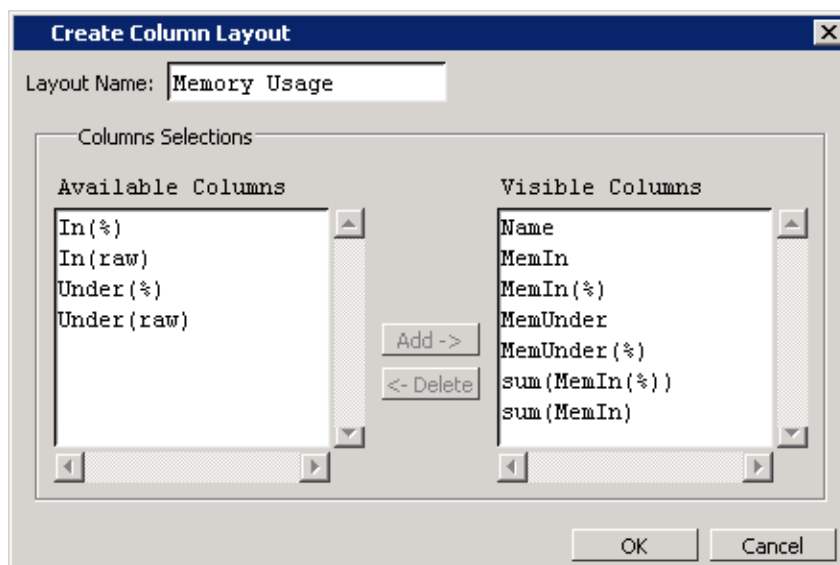 Create Column Layout
Layout Name: Memory Usage
Columns Selections
Available Columns
In(%)
In(raw)
Under(%)
Under(raw)
Add ->
<- Delete
Visible Columns
Name
MemIn
MemIn(%)
MemUnder
MemUnder(%)
sum(MemIn(%))
sum(MemIn)
OK
Cancel